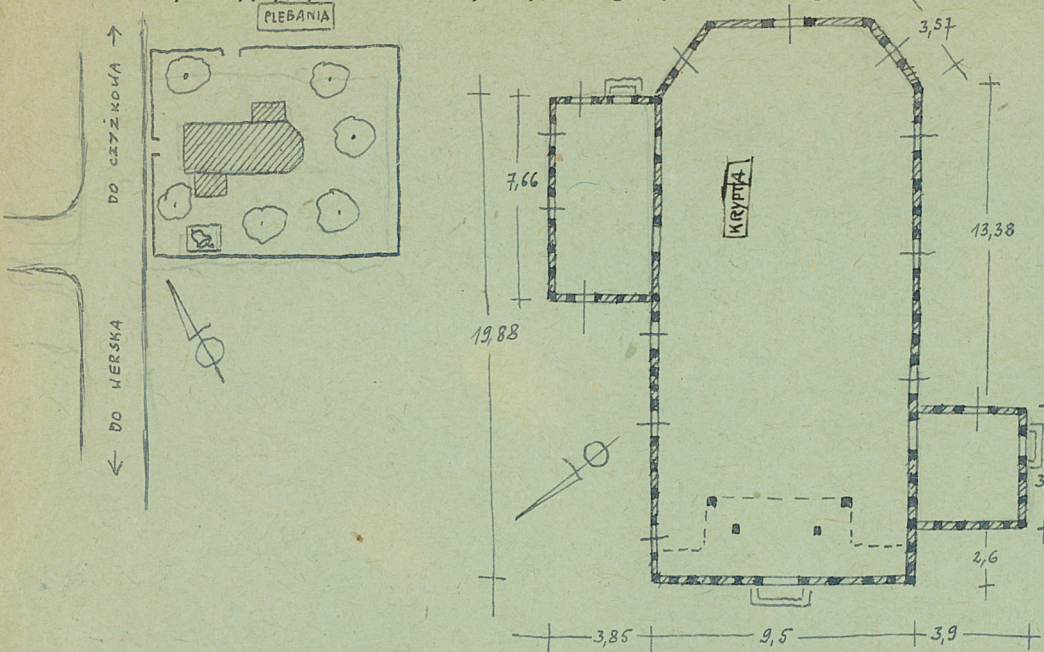 PLEBANIA
DO CZYŻKOWA →
← DO WERSKA
3,57
7,66
KRYPTA
13,38
19,88
2,6
3,85
9,5
3,9